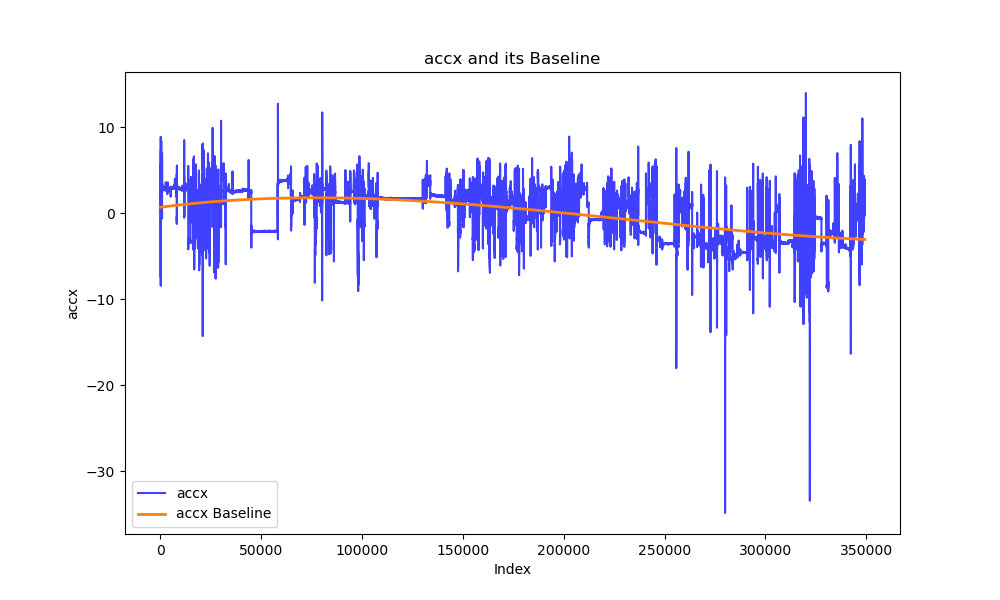 accx and its Baseline
accx
10
0
−10
−20
−30
accx
accx Baseline
0 50000 100000 150000 200000 250000 300000 350000
Index